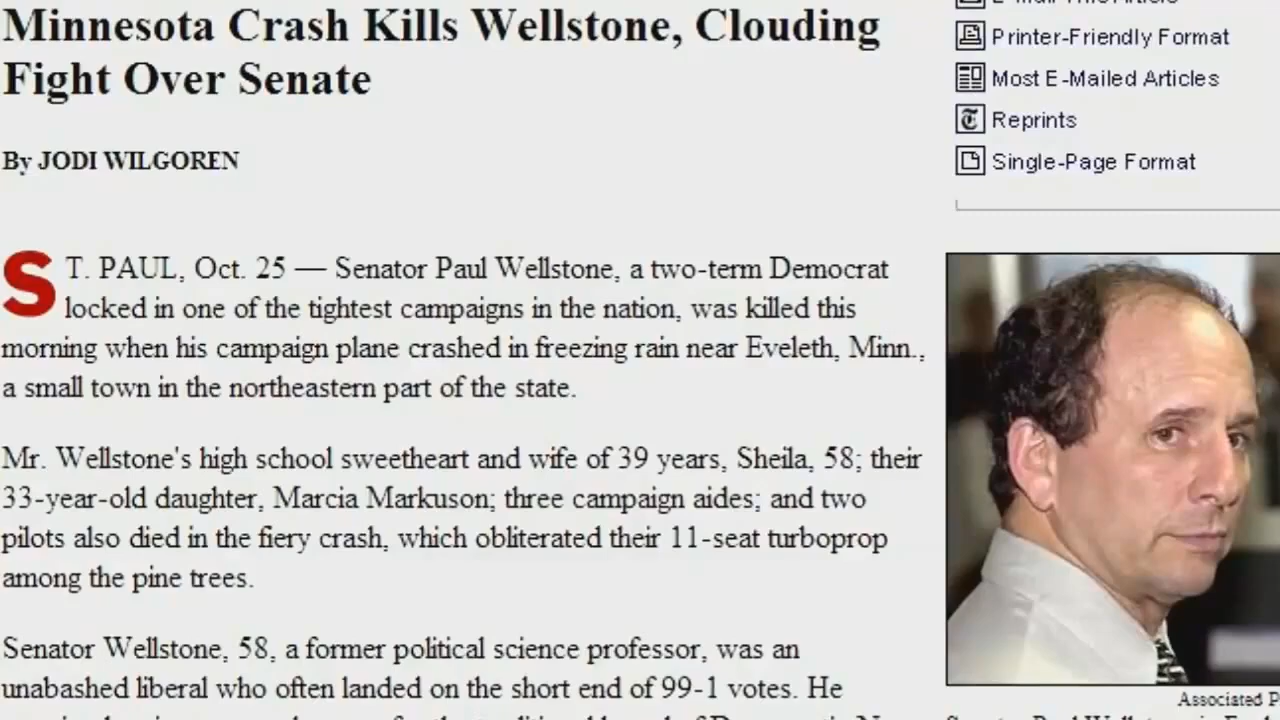 Minnesota Crash Kills Wellstone, Clouding
Fight Over Senate
By JODI WILGOREN
ST. PAUL, Oct. 25 — Senator Paul Wellstone, a two-term Democrat
locked in one of the tightest campaigns in the nation, was killed this
morning when his campaign plane crashed in freezing rain near Eveleth, Minn.,
a small town in the northeastern part of the state.
Mr. Wellstone's high school sweetheart and wife of 39 years, Sheila, 58; their
33-year-old daughter, Marcia Markuson; three campaign aides; and two
pilots also died in the fiery crash, which obliterated their 11-seat turboprop
among the pine trees.
Senator Wellstone, 58, a former political science professor, was an
unabashed liberal who often landed on the short end of 99-1 votes. He
E-Mail This Article
Printer-Friendly Format
Most E-Mailed Articles
Reprints
Single-Page Format
Associated P